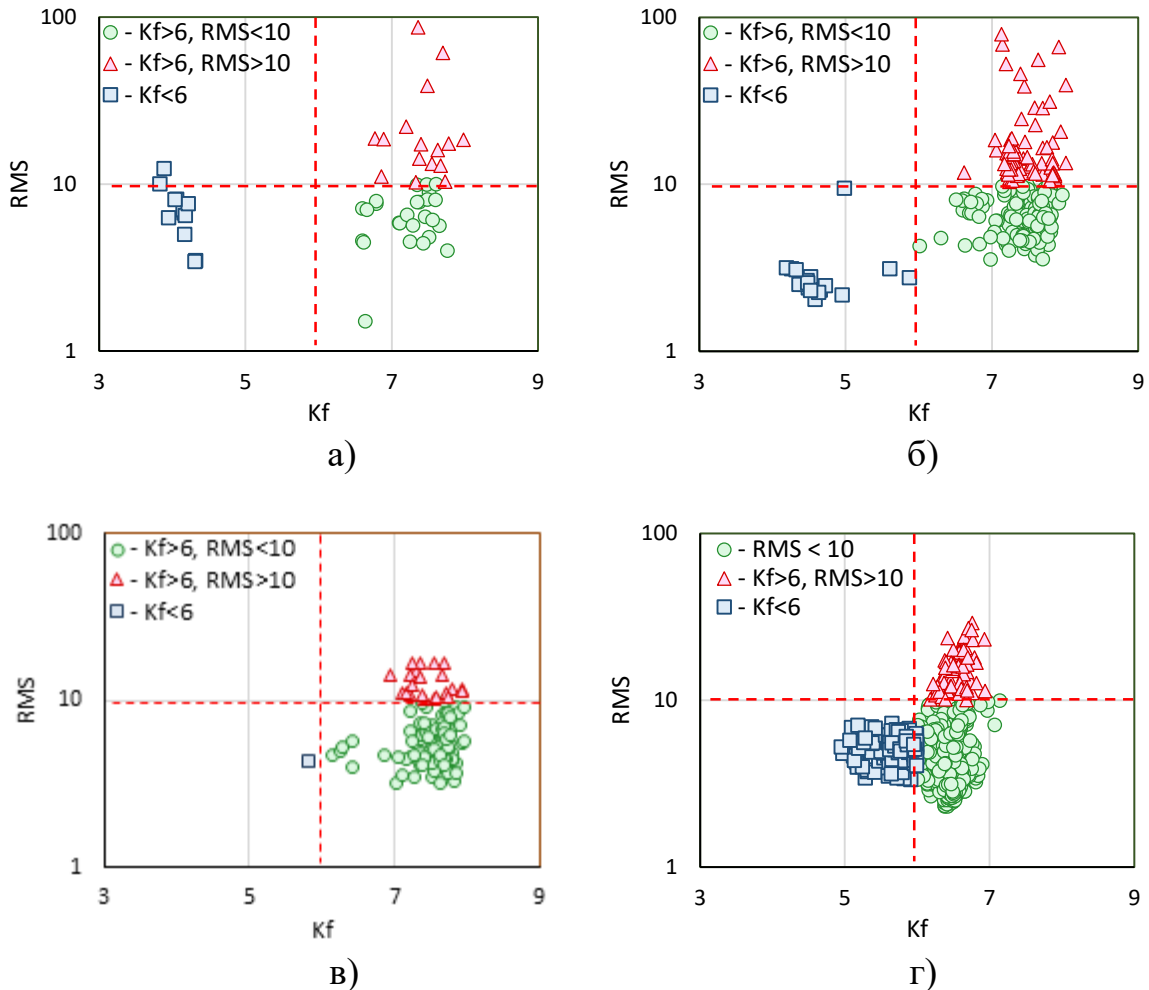 100
- Kf>6, RMS<10
- Kf>6, RMS>10
- Kf<6
RMS
10
1
3
5
7
9
Kf
а)
100
- Kf>6, RMS<10
- Kf>6, RMS>10
- Kf<6
RMS
10
1
3
5
7
9
Kf
б)
100
- Kf>6, RMS<10
- Kf>6, RMS>10
- Kf<6
RMS
10
1
3
5
7
9
Kf
в)
100
- RMS < 10
- Kf>6, RMS>10
- Kf<6
RMS
10
1
3
5
7
9
Kf
г)